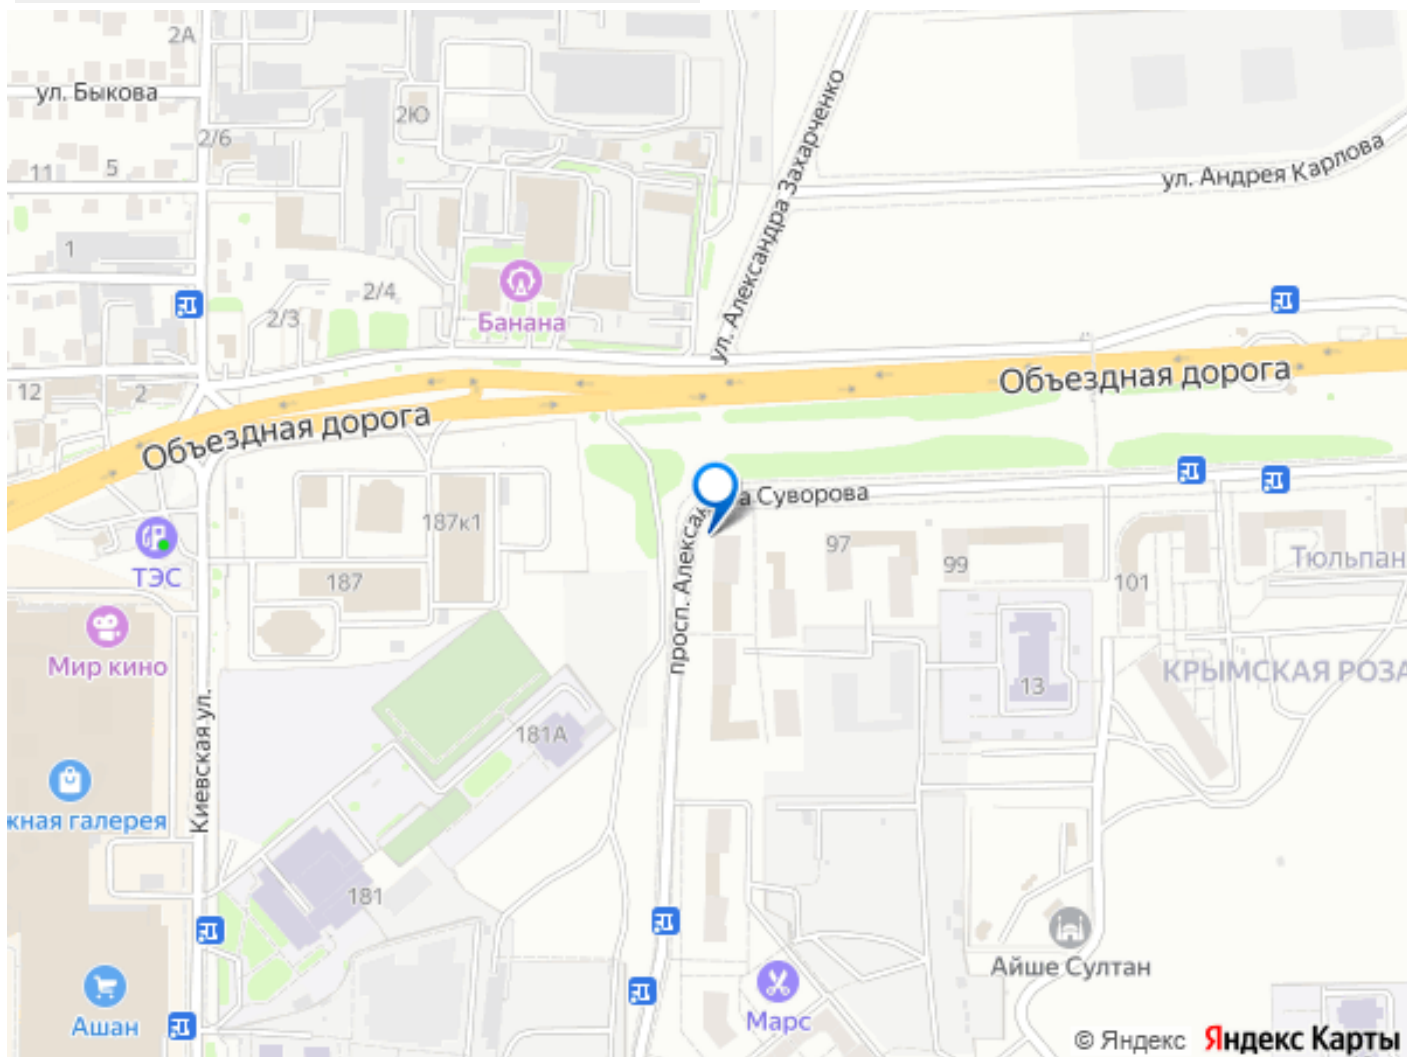 2А
ул. Быкова
2Ю
2/6
11
5
ул. Александра Захарченко
ул. Андрея Карлова
1
2/4
2/3
Банана
12
2
Объездная дорога
Объездная дорога
187к1
просп. Алекса
а Суворова
97
99
101
Тюльпан
ТЭС
187
Мир кино
КРЫМСКАЯ РОЗА
13
181А
Киевская ул.
жная галерея
181
Айше Султан
Ашан
Марс
© Яндекс Яндекс Карты